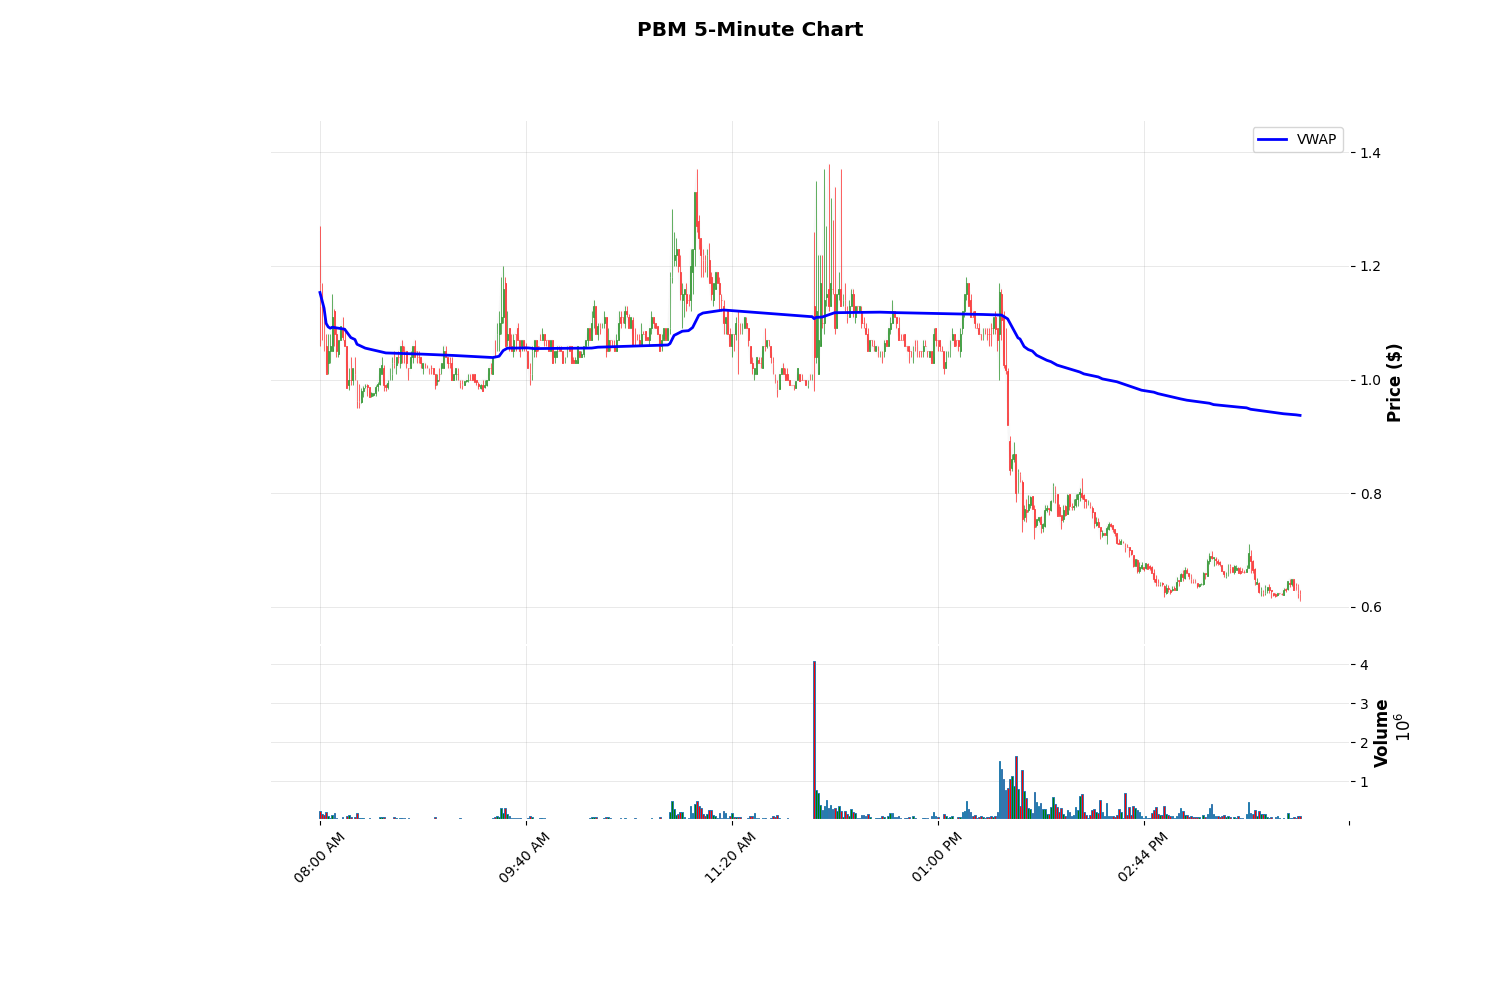 PBM 5-Minute Chart
VWAP
1.4
1.2
1.0
0.8
0.6
Price ($)
4
3
2
1
Volume
10^6
08:00 AM
09:40 AM
11:20 AM
01:00 PM
02:44 PM